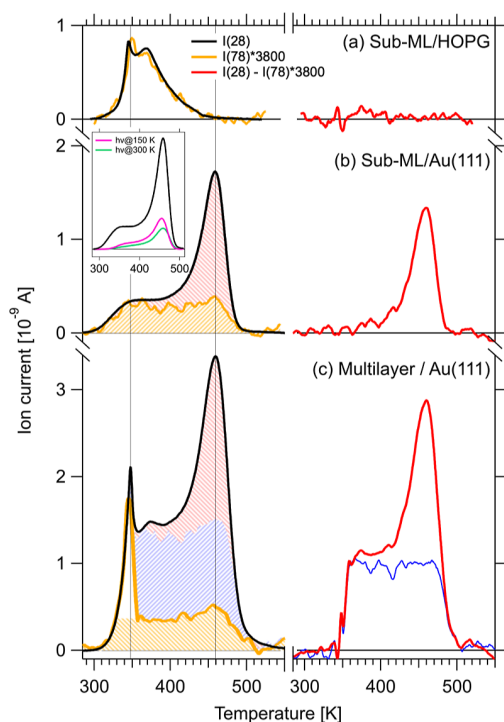 1
0
I(28)
I(78)*3800
I(28) - I(78)*3800
(a) Sub-ML/HOPG
2
1
0
hv@150 K
hv@300 K
300 400 500
(b) Sub-ML/Au(111)
3
2
1
0
(c) Multilayer / Au(111)
Ion current [10⁻⁹ A]
300 400 500 300 400 500
Temperature [K]